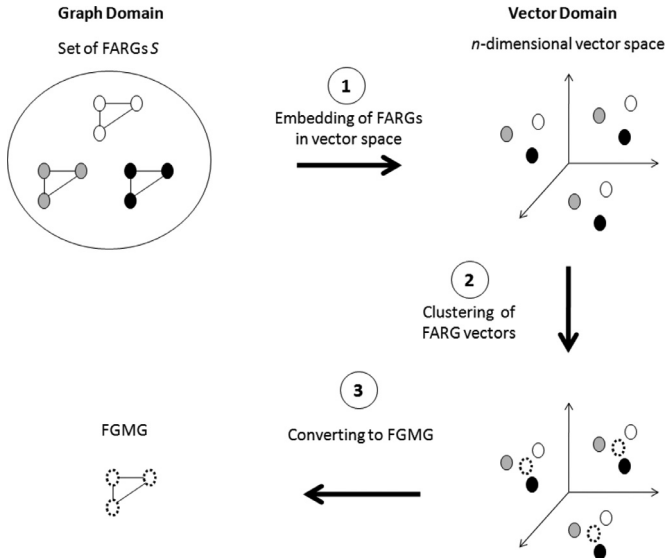 Graph Domain
Vector Domain
Set of FARGs S
n-dimensional vector space
1
Embedding of FARGs
in vector space
2
Clustering of
FARG vectors
3
FGMG
Converting to FGMG